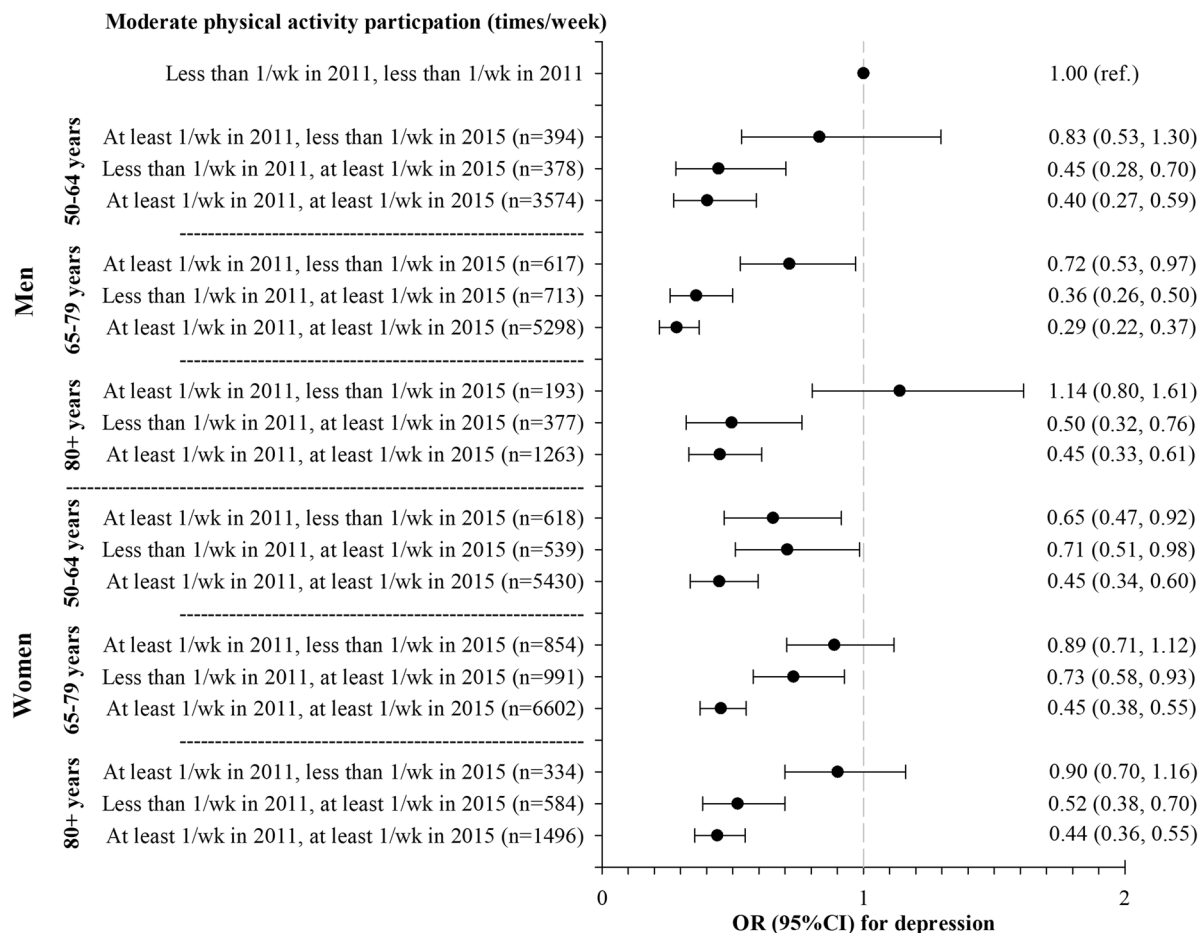 Moderate physical activity particpation (times/week)
Less than 1/wk in 2011, less than 1/wk in 2011 1.00 (ref.)
Men
50-64 years
At least 1/wk in 2011, less than 1/wk in 2015 (n=394) 0.83 (0.53, 1.30)
Less than 1/wk in 2011, at least 1/wk in 2015 (n=378) 0.45 (0.28, 0.70)
At least 1/wk in 2011, at least 1/wk in 2015 (n=3574) 0.40 (0.27, 0.59)
65-79 years
At least 1/wk in 2011, less than 1/wk in 2015 (n=617) 0.72 (0.53, 0.97)
Less than 1/wk in 2011, at least 1/wk in 2015 (n=713) 0.36 (0.26, 0.50)
At least 1/wk in 2011, at least 1/wk in 2015 (n=5298) 0.29 (0.22, 0.37)
80+ years
At least 1/wk in 2011, less than 1/wk in 2015 (n=193) 1.14 (0.80, 1.61)
Less than 1/wk in 2011, at least 1/wk in 2015 (n=377) 0.50 (0.32, 0.76)
At least 1/wk in 2011, at least 1/wk in 2015 (n=1263) 0.45 (0.33, 0.61)
Women
50-64 years
At least 1/wk in 2011, less than 1/wk in 2015 (n=618) 0.65 (0.47, 0.92)
Less than 1/wk in 2011, at least 1/wk in 2015 (n=539) 0.71 (0.51, 0.98)
At least 1/wk in 2011, at least 1/wk in 2015 (n=5430) 0.45 (0.34, 0.60)
65-79 years
At least 1/wk in 2011, less than 1/wk in 2015 (n=854) 0.89 (0.71, 1.12)
Less than 1/wk in 2011, at least 1/wk in 2015 (n=991) 0.73 (0.58, 0.93)
At least 1/wk in 2011, at least 1/wk in 2015 (n=6602) 0.45 (0.38, 0.55)
80+ years
At least 1/wk in 2011, less than 1/wk in 2015 (n=334) 0.90 (0.70, 1.16)
Less than 1/wk in 2011, at least 1/wk in 2015 (n=584) 0.52 (0.38, 0.70)
At least 1/wk in 2011, at least 1/wk in 2015 (n=1496) 0.44 (0.36, 0.55)
0 1 2
OR (95%CI) for depression